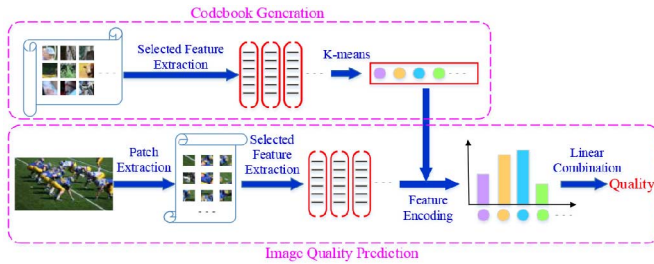 Codebook Generation
Selected Feature
Extraction
K-means
Patch
Extraction
Selected
Feature
Extraction
Feature
Encoding
Linear
Combination
Quality
Image Quality Prediction